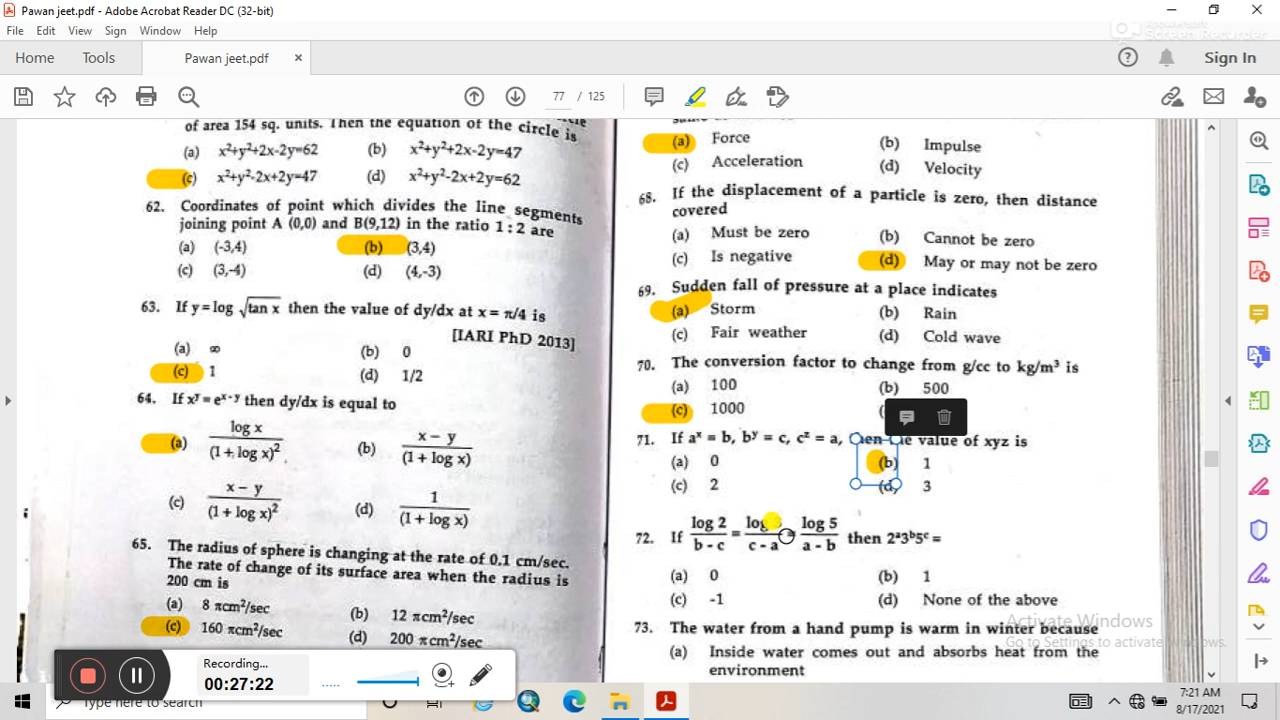 Pawan jeet.pdf - Adobe Acrobat Reader DC (32-bit)
File Edit View Sign Window Help
Home Tools Pawan jeet.pdf × Sign In
77 / 125
of area 154 sq. units. Then the equation of the circle is
(a) x²+y²+2x-2y=62 (b) x²+y²+2x-2y=47
(c) x²+y²-2x+2y=47 (d) x²+y²-2x+2y=62
62. Coordinates of point which divides the line segments
joining point A (0,0) and B(9,12) in the ratio 1 : 2 are
(a) (-3,4) (b) (3,4)
(c) (3,-4) (d) (4,-3)
63. If y = log √tan x then the value of dy/dx at x = π/4 is
[IARI PhD 2013]
(a) ∞ (b) 0
(c) 1 (d) 1/2
64. If xʸ = eˣ⁻ʸ then dy/dx is equal to
(a) log x / (1 + log x)² (b) x – y / (1 + log x)
(c) x – y / (1 + log x)² (d) 1 / (1 + log x)
65. The radius of sphere is changing at the rate of 0.1 cm/sec.
The rate of change of its surface area when the radius is
200 cm is
(a) 8 πcm²/sec (b) 12 πcm²/sec
(c) 160 πcm²/sec (d) 200 πcm²/sec
(a) Force (b) Impulse
(c) Acceleration (d) Velocity
68. If the displacement of a particle is zero, then distance
covered
(a) Must be zero (b) Cannot be zero
(c) Is negative (d) May or may not be zero
69. Sudden fall of pressure at a place indicates
(a) Storm (b) Rain
(c) Fair weather (d) Cold wave
70. The conversion factor to change from g/cc to kg/m³ is
(a) 100 (b) 500
(c) 1000
71. If aˣ = b, bʸ = c, cᶻ = a, then the value of xyz is
(a) 0 (b) 1
(c) 2 (d) 3
72. If log 2 / b - c = log 3 / c - a = log 5 / a - b then 2ᵃ3ᵇ5ᶜ =
(a) 0 (b) 1
(c) -1 (d) None of the above
73. The water from a hand pump is warm in winter because
(a) Inside water comes out and absorbs heat from the
environment
Activate Windows
Go to Settings to activate Windows.
Recording...
00:27:22
Type here to search
7:21 AM
8/17/2021